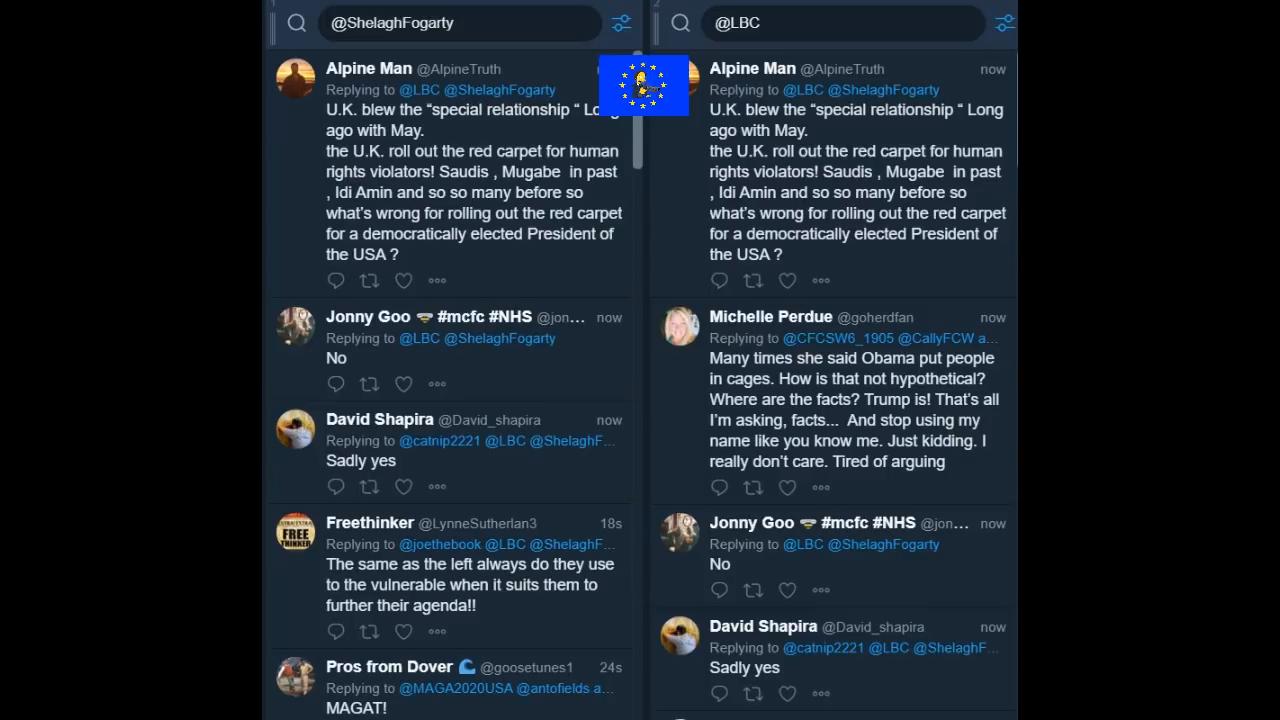 1
@ShelaghFogarty
Alpine Man @AlpineTruth
Replying to @LBC @ShelaghFogarty
U.K. blew the “special relationship “ Long
ago with May.
the U.K. roll out the red carpet for human
rights violators! Saudis , Mugabe in past
, Idi Amin and so so many before so
what’s wrong for rolling out the red carpet
for a democratically elected President of
the USA ?
Jonny Goo #mcfc #NHS @jon... now
Replying to @LBC @ShelaghFogarty
No
David Shapira @David_shapira now
Replying to @catnip2221 @LBC @ShelaghF...
Sadly yes
Freethinker @LynneSutherlan3 18s
Replying to @joethebook @LBC @ShelaghF...
The same as the left always do they use
to the vulnerable when it suits them to
further their agenda!!
FREE
THINKER
Pros from Dover 🌊 @goosetunes1 24s
Replying to @MAGA2020USA @antofields a...
MAGAT!
2
@LBC
Alpine Man @AlpineTruth now
Replying to @LBC @ShelaghFogarty
U.K. blew the “special relationship “ Long
ago with May.
the U.K. roll out the red carpet for human
rights violators! Saudis , Mugabe in past
, Idi Amin and so so many before so
what’s wrong for rolling out the red carpet
for a democratically elected President of
the USA ?
Michelle Perdue @goherdfan now
Replying to @CFCSW6_1905 @CallyFCW a...
Many times she said Obama put people
in cages. How is that not hypothetical?
Where are the facts? Trump is! That’s all
I’m asking, facts... And stop using my
name like you know me. Just kidding. I
really don’t care. Tired of arguing
Jonny Goo #mcfc #NHS @jon... now
Replying to @LBC @ShelaghFogarty
No
David Shapira @David_shapira now
Replying to @catnip2221 @LBC @ShelaghF...
Sadly yes